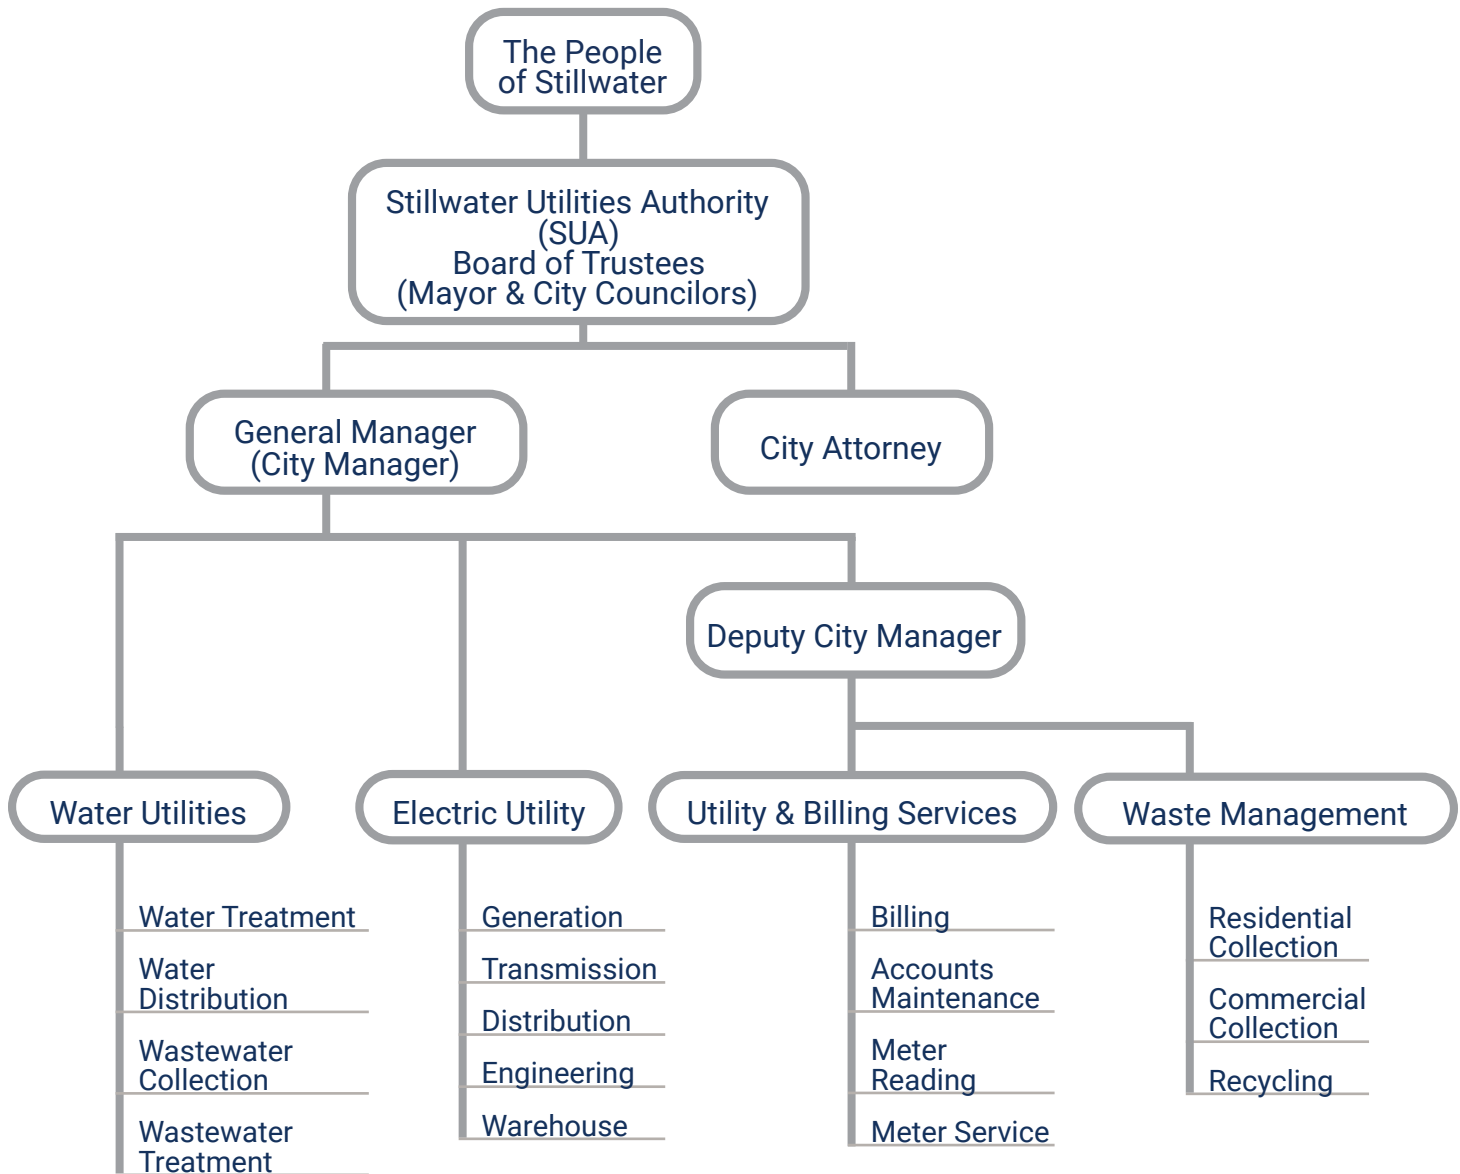 The People
of Stillwater
Stillwater Utilities Authority
(SUA)
Board of Trustees
(Mayor & City Councilors)
General Manager
(City Manager)
City Attorney
Deputy City Manager
Water Utilities
Electric Utility
Utility & Billing Services
Waste Management
Water Treatment
Water
Distribution
Wastewater
Collection
Wastewater
Treatment
Generation
Transmission
Distribution
Engineering
Warehouse
Billing
Accounts
Maintenance
Meter
Reading
Meter Service
Residential
Collection
Commercial
Collection
Recycling